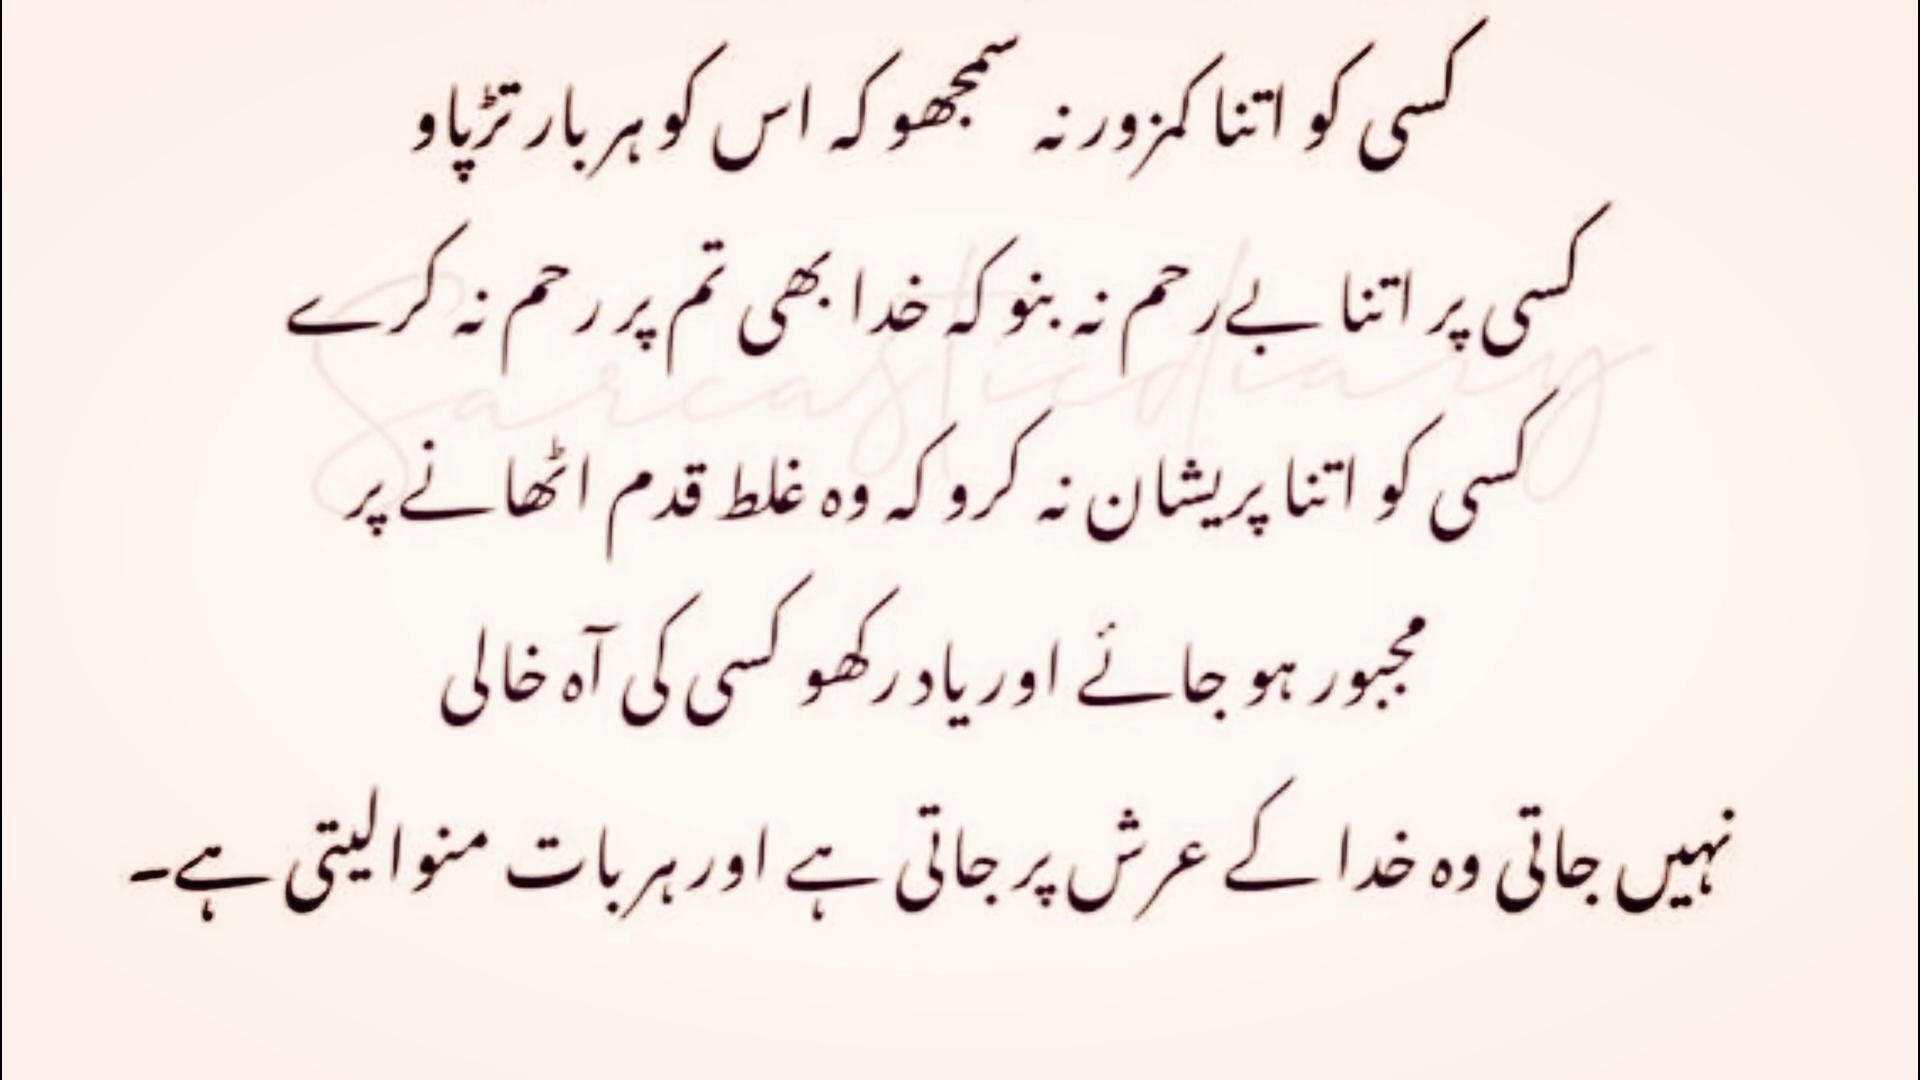 کسی کو اتنا کمزور نہ سمجھو کہ اس کو ہر بار تڑپاو
کسی پر اتنا بےرحم نہ بنو کہ خدا بھی تم پر رحم نہ کرے
Sarcasticdiary
کسی کو اتنا پریشان نہ کرو کہ وہ غلط قدم اٹھانے پر
مجبور ہو جائے اور یاد رکھو کسی کی آہ خالی
نہیں جاتی وہ خدا کے عرش پر جاتی ہے اور ہر بات منوا لیتی ہے۔